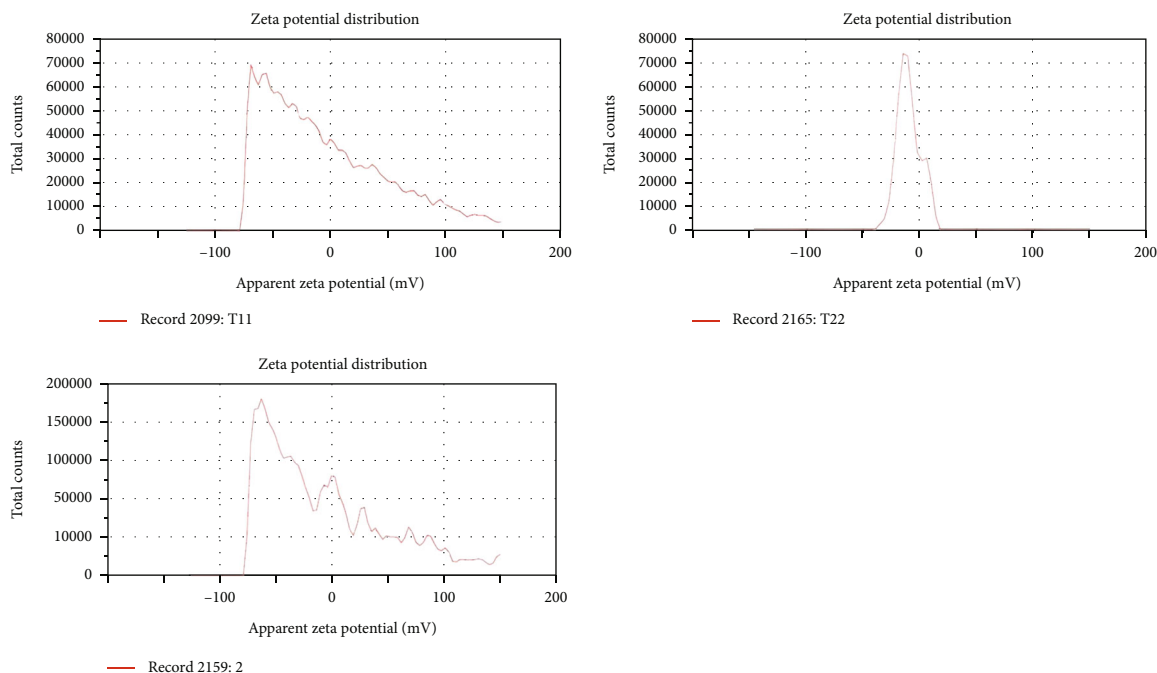 Zeta potential distribution
80000
70000
60000
50000
40000
30000
20000
10000
0
Total counts
–100 0 100 200
Apparent zeta potential (mV)
Record 2099: T11
Zeta potential distribution
80000
70000
60000
50000
40000
30000
20000
10000
0
Total counts
–100 0 100 200
Apparent zeta potential (mV)
Record 2165: T22
Zeta potential distribution
200000
150000
100000
50000
10000
0
Total counts
–100 0 100 200
Apparent zeta potential (mV)
Record 2159: 2